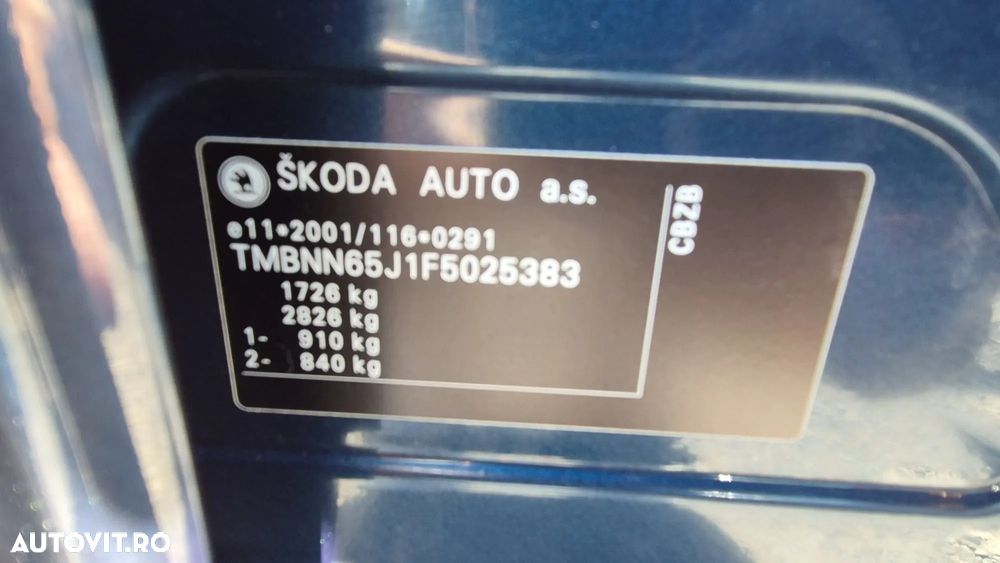 ŠKODA AUTO a.s.
e11*2001/116*0291
TMBNN65J1F5025383
1726 kg
2826 kg
1- 910 kg
2- 840 kg
CBZB
AUTOVIT.RO